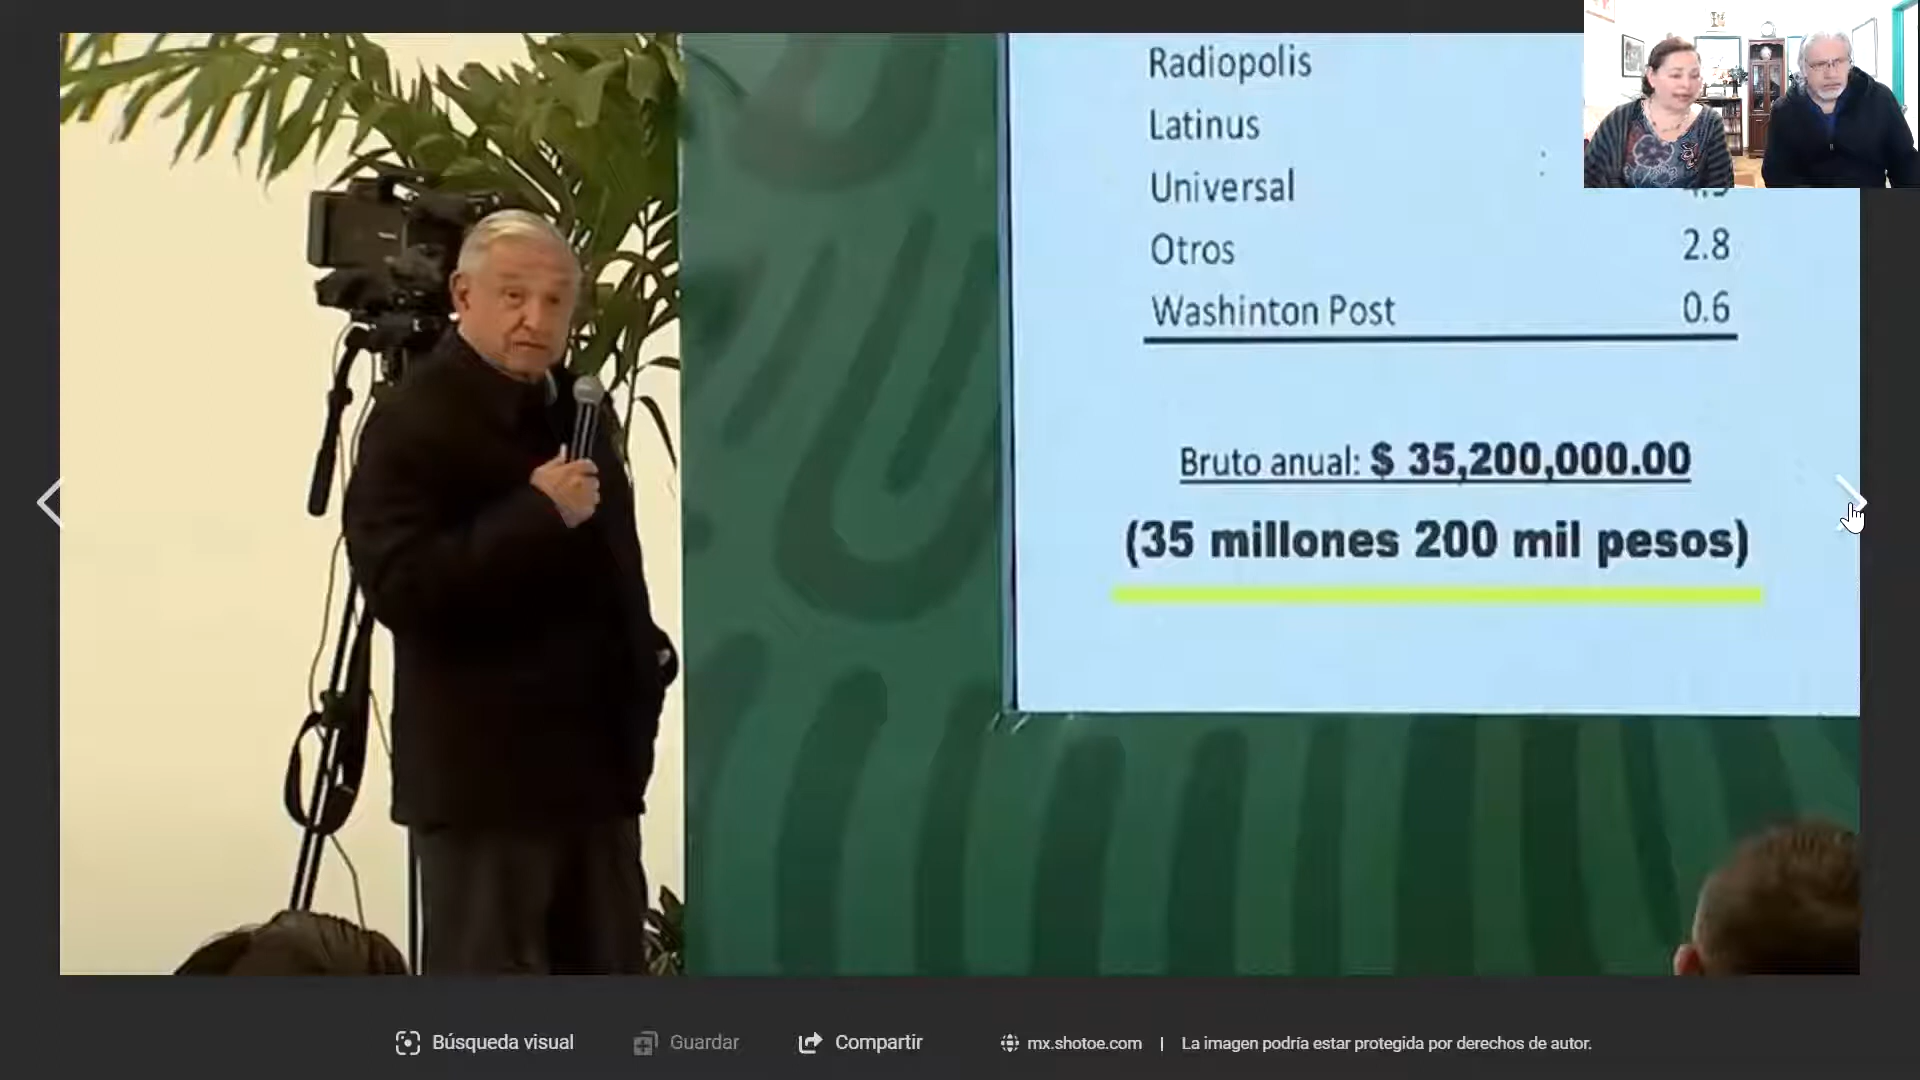 Radiopolis
Latinus
Universal
Otros 2.8
Washinton Post 0.6
Bruto anual: $ 35,200,000.00
(35 millones 200 mil pesos)
Búsqueda visual Guardar Compartir mx.shotoe.com | La imagen podría estar protegida por derechos de autor.